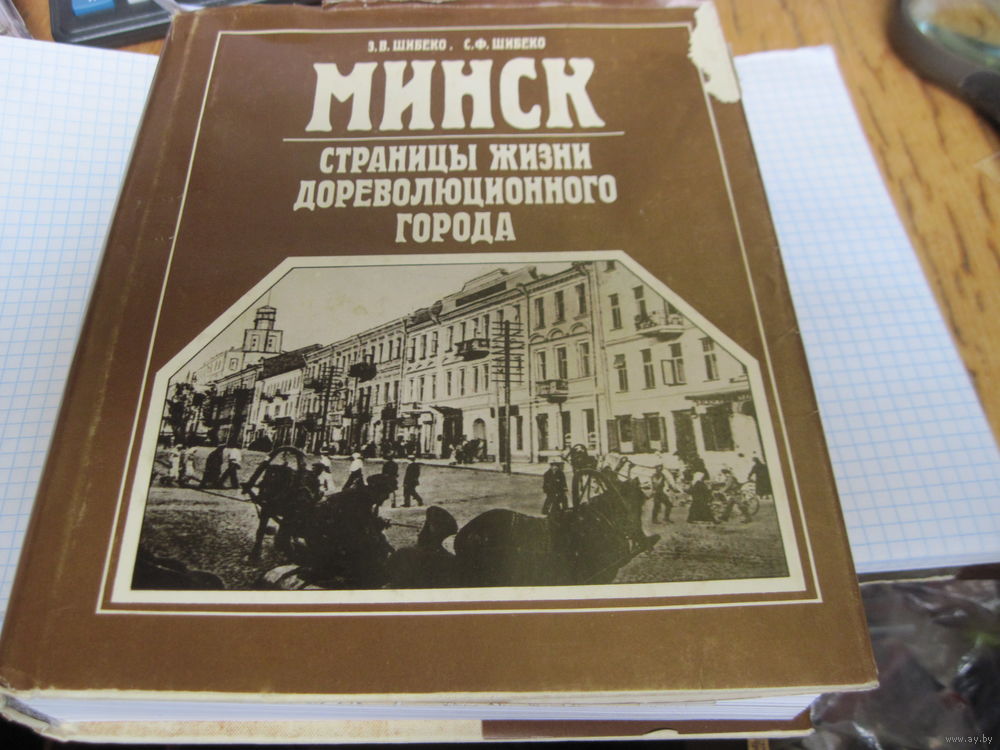 З.В. ШИБЕКО, С.Ф. ШИБЕКО
МИНСК
СТРАНИЦЫ ЖИЗНИ
ДОРЕВОЛЮЦИОННОГО
ГОРОДА
www.ay.by